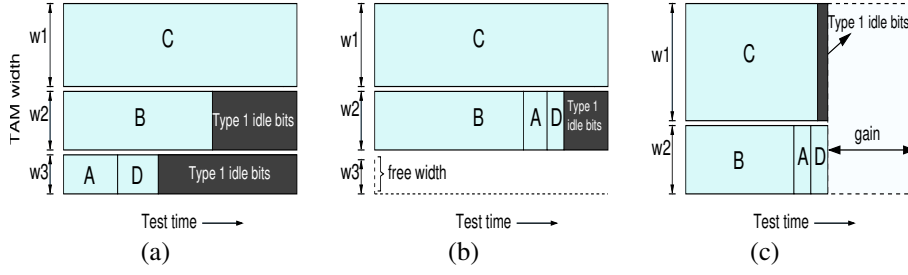 TAM width
w1
C
w2
B
Type 1 idle bits
w3
A
D
Type 1 idle bits
Test time
(a)
w1
C
w2
B
A
D
Type 1
idle bits
w3
free width
Test time
(b)
w1
C
Type 1 idle bits
w2
B
A
D
gain
Test time
(c)